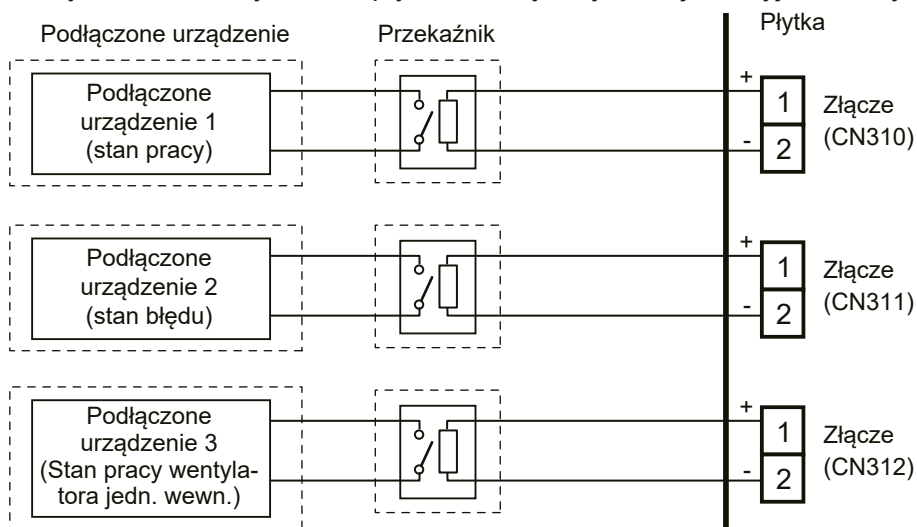 Podłączone urządzenie
Przekaźnik
Płytka
Podłączone
urządzenie 1
(stan pracy)
+
1
-
2
Złącze
(CN310)
Podłączone
urządzenie 2
(stan błędu)
+
1
-
2
Złącze
(CN311)
Podłączone
urządzenie 3
(Stan pracy wentyla-
tora jedn. wewn.)
+
1
-
2
Złącze
(CN312)